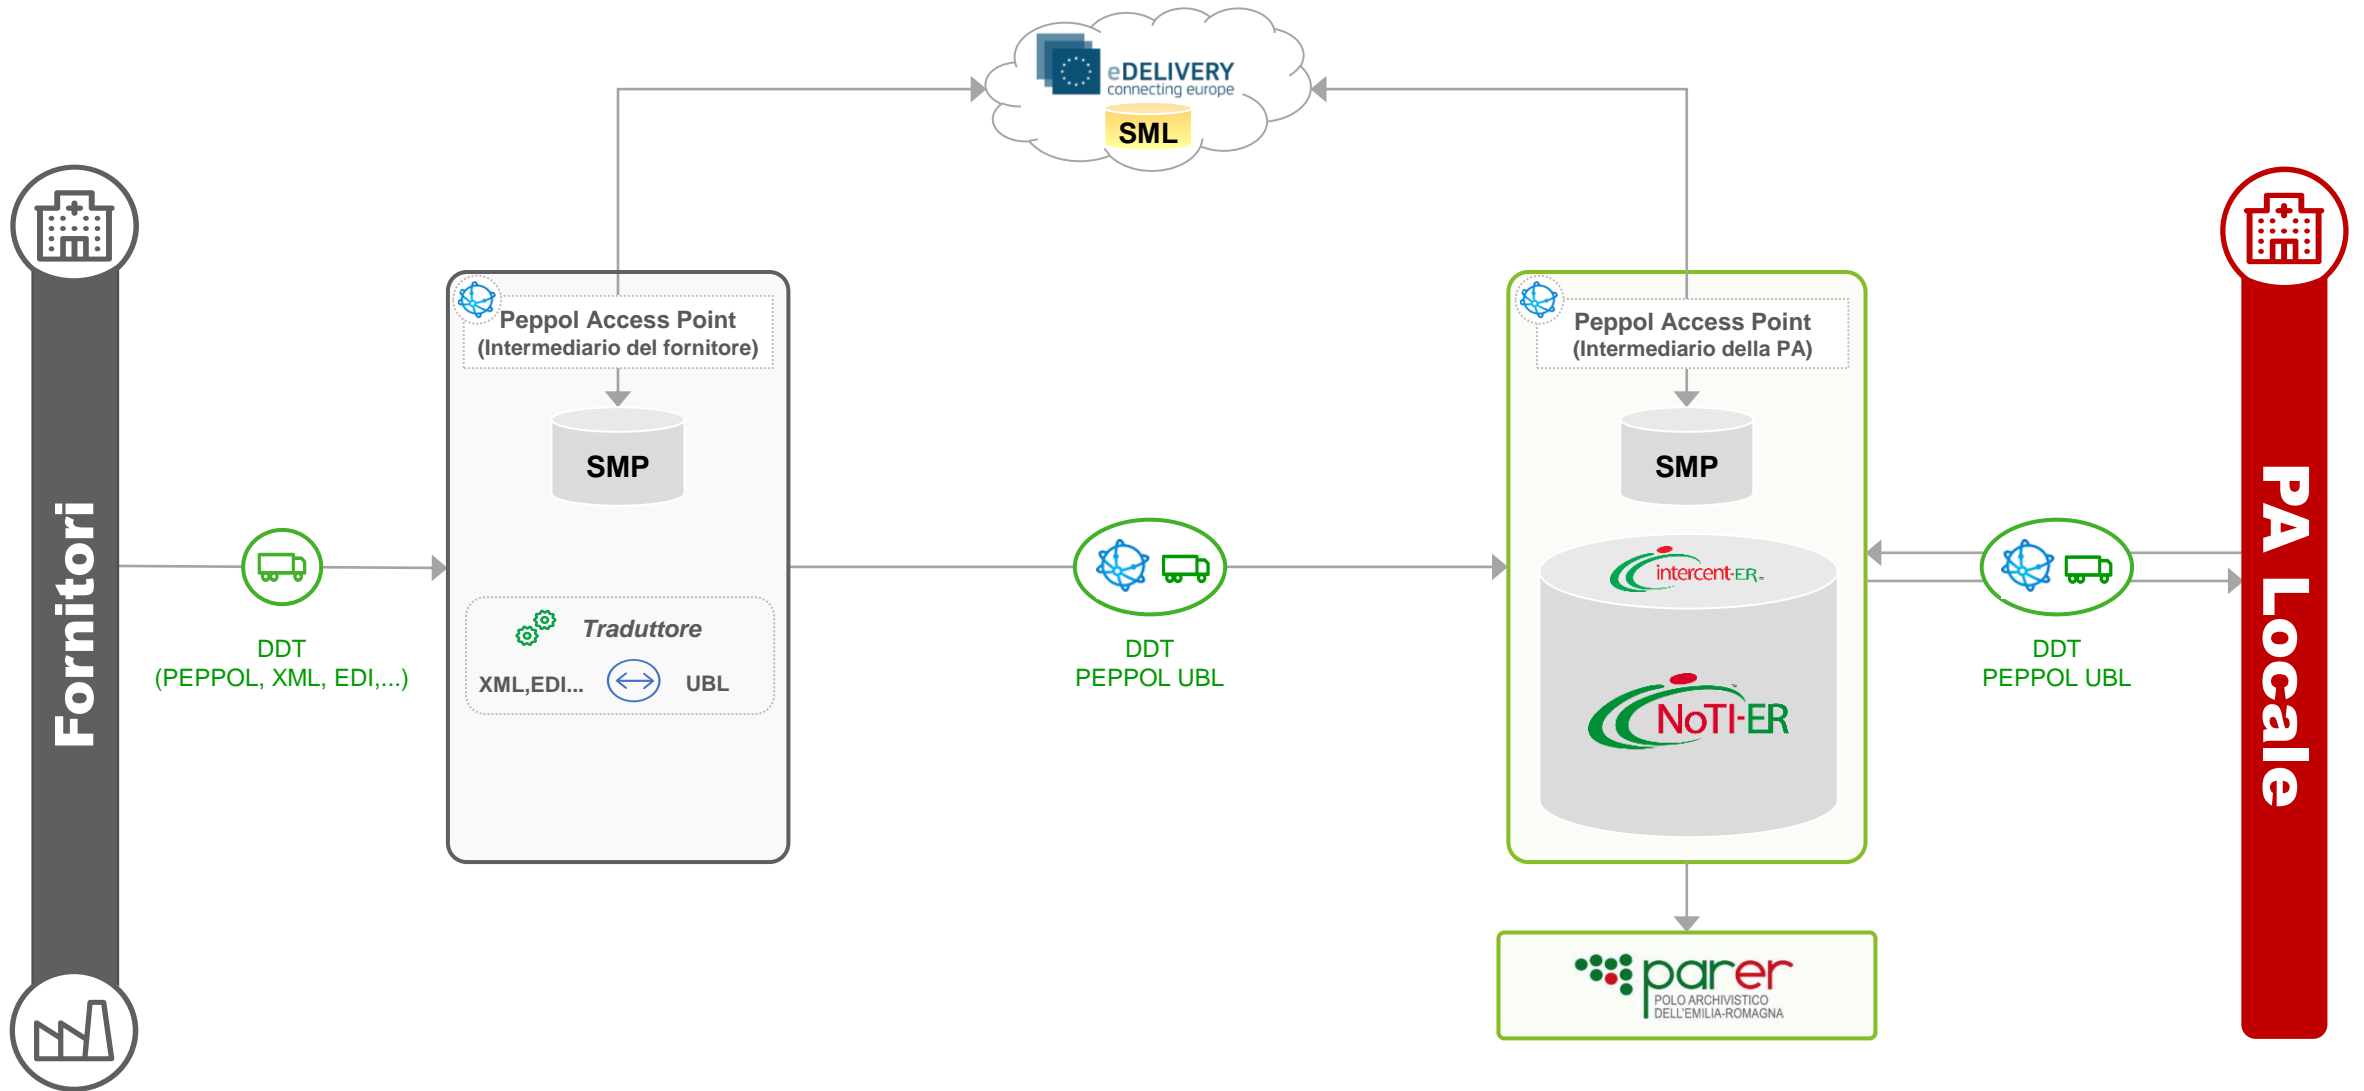 eDELIVERY
connecting europe
SML
Peppol Access Point
(Intermediario del fornitore)
SMP
Traduttore
XML,EDI...
UBL
Fornitori
DDT
(PEPPOL, XML, EDI,...)
DDT
PEPPOL UBL
Peppol Access Point
(Intermediario della PA)
SMP
intercent-ER
NoTI-ER
DDT
PEPPOL UBL
PA Locale
parer
POLO ARCHIVISTICO
DELL'EMILIA-ROMAGNA